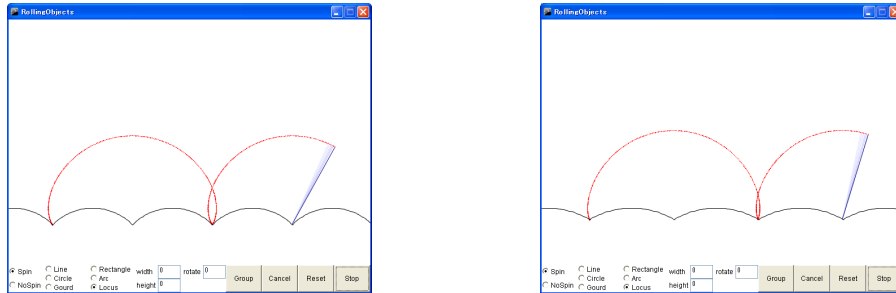 RollingObjects
Spin Line Rectangle width 0 rotate 0
Circle Arc Group Cancel Reset Stop
NoSpin Gourd Locus height 0
RollingObjects
Spin Line Rectangle width 0 rotate 0
Circle Arc Group Cancel Reset Stop
NoSpin Gourd Locus height 0